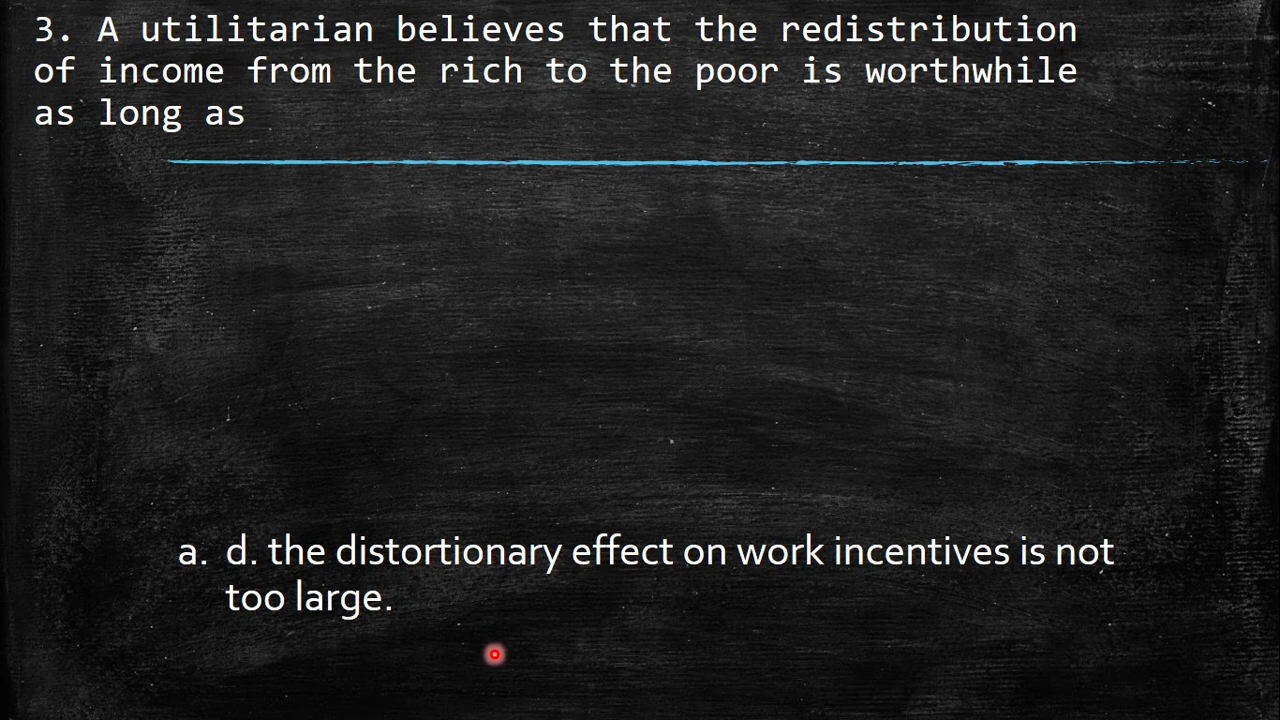 3. A utilitarian believes that the redistribution
of income from the rich to the poor is worthwhile
as long as
a. d. the distortionary effect on work incentives is not
too large.